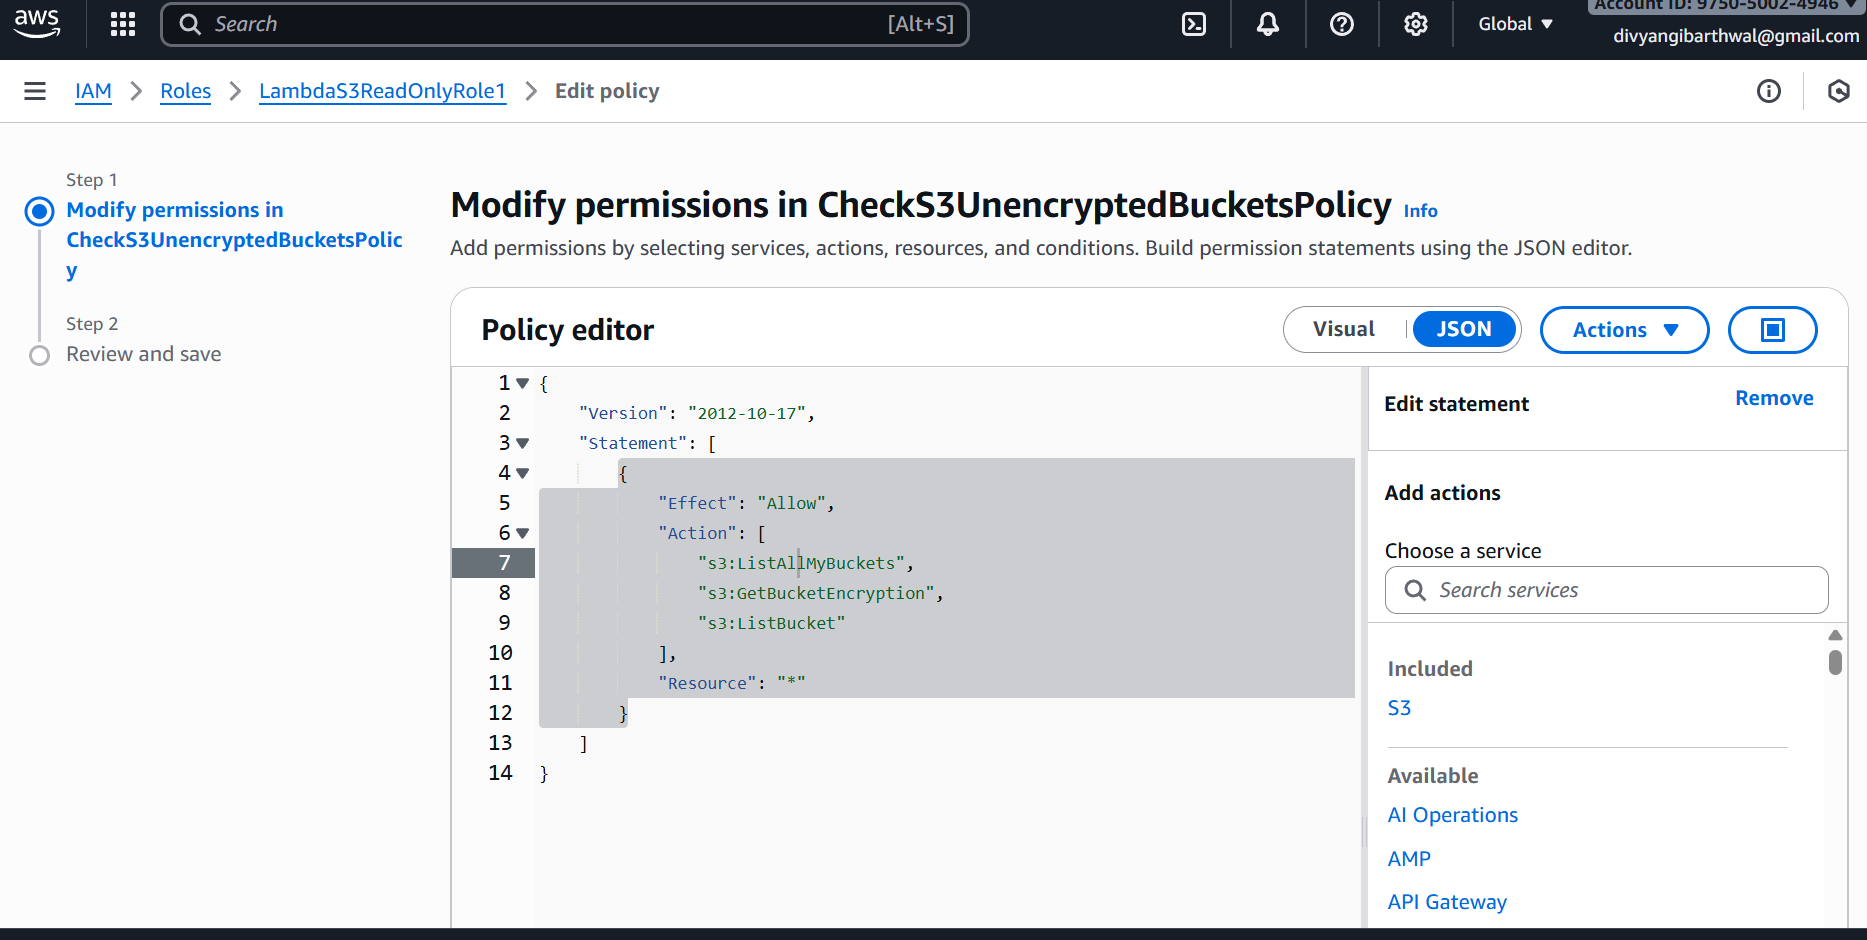 aws
Search [Alt+S]
Global
Account ID: 9750-5002-4946
divyangibarthwal@gmail.com
IAM > Roles > LambdaS3ReadOnlyRole1 > Edit policy
Step 1
Modify permissions in
CheckS3UnencryptedBucketsPolic
y
Step 2
Review and save
Modify permissions in CheckS3UnencryptedBucketsPolicy Info
Add permissions by selecting services, actions, resources, and conditions. Build permission statements using the JSON editor.
Policy editor
Visual
JSON
Actions
1 {
2 "Version": "2012-10-17",
3 "Statement": [
4 {
5 "Effect": "Allow",
6 "Action": [
7 "s3:ListAllMyBuckets",
8 "s3:GetBucketEncryption",
9 "s3:ListBucket"
10 ],
11 "Resource": "*"
12 }
13 ]
14 }
Edit statement
Remove
Add actions
Choose a service
Search services
Included
S3
Available
AI Operations
AMP
API Gateway